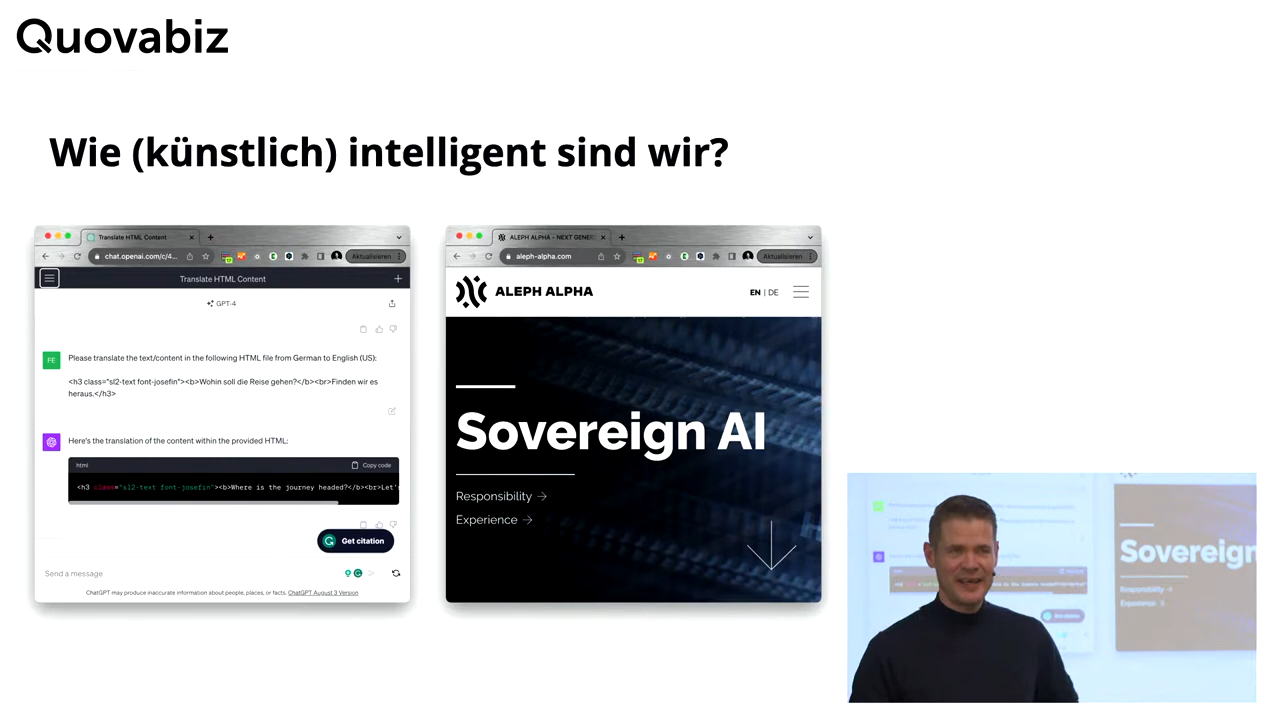 Quovabiz
Wie (künstlich) intelligent sind wir?
Translate HTML Content
chat.openai.com/c/4...
Aktualisieren
Translate HTML Content
GPT-4
FE
Please translate the text/content in the following HTML file from German to English (US):
<h3 class="sl2-text font-josefin"><b>Wohin soll die Reise gehen?</b><br>Finden wir es
heraus.</h3>
Here's the translation of the content within the provided HTML:
html
Copy code
<h3 class="sl2-text font-josefin"><b>Where is the journey headed?</b><br>Let'
Get citation
Send a message
ChatGPT may produce inaccurate information about people, places, or facts. ChatGPT August 3 Version
ALEPH ALPHA - NEXT GENER
aleph-alpha.com
Aktualisieren
ALEPH ALPHA
EN | DE
Sovereign AI
Responsibility →
Experience →
Sovereign
Responsibility
Experience